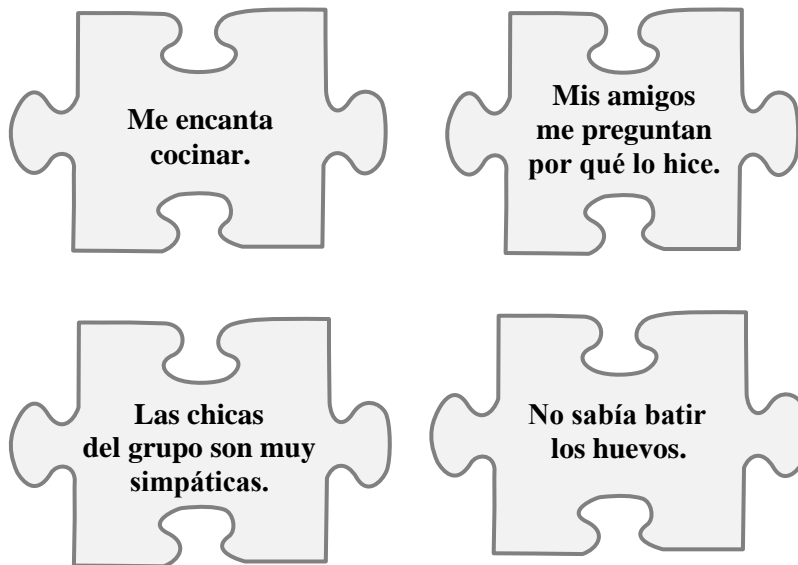 Me encanta
cocinar.
Mis amigos
me preguntan
por qué lo hice.
Las chicas
del grupo son muy
simpáticas.
No sabía batir
los huevos.